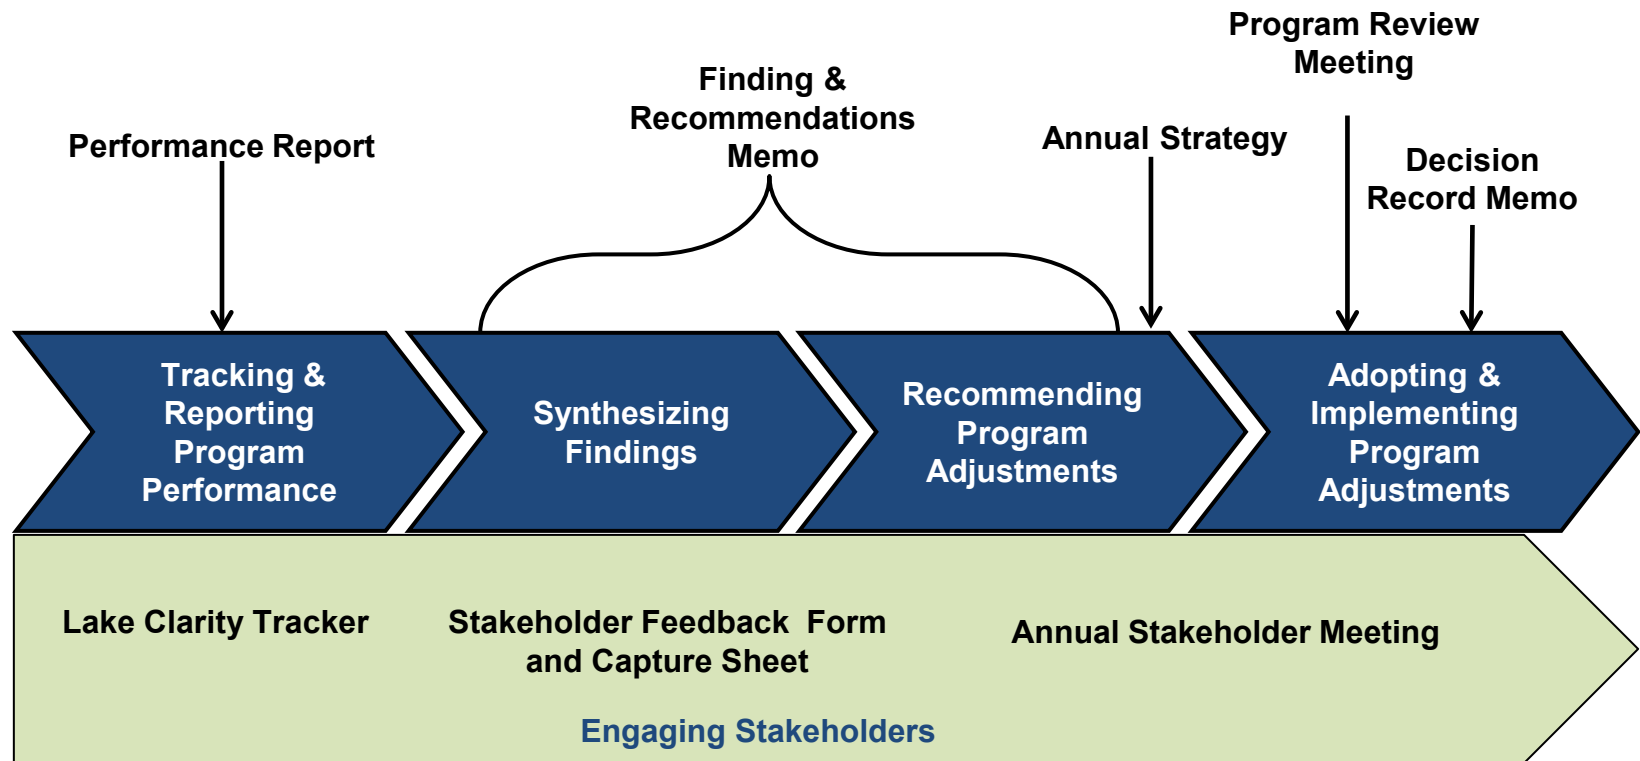 Program Review
Meeting
Finding &
Recommendations
Memo
Performance Report
Annual Strategy
Decision
Record Memo
Tracking &
Reporting
Program
Performance
Synthesizing
Findings
Recommending
Program
Adjustments
Adopting &
Implementing
Program
Adjustments
Lake Clarity Tracker
Stakeholder Feedback  Form
and Capture Sheet
Annual Stakeholder Meeting
Engaging Stakeholders